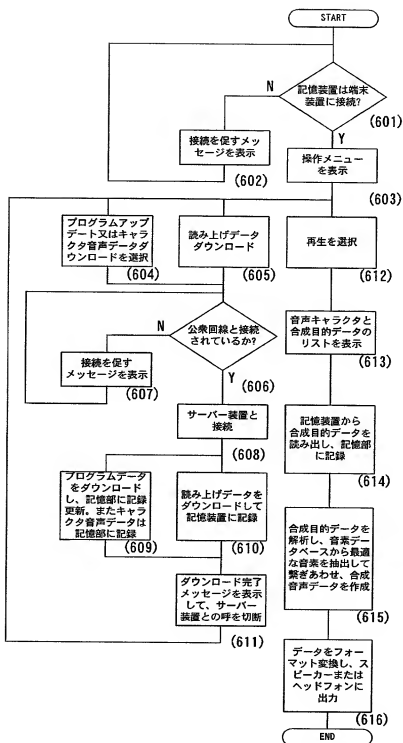 START
記憶装置は端末
装置に接続?
(601)
N
Y
接続を促すメッ
セージを表示
(602)
操作メニュー
を表示
(603)
プログラムアップ
デート又はキャラク
タ音声データダ
ウンロードを選択
(604)
読み上げデータ
ダウンロード
(605)
再生を選択
(612)
公衆回線と接続
されているか?
(606)
N
Y
接続を促す
メッセージを表示
(607)
音声キャラクタと
合成目的データの
リストを表示
(613)
サーバー装置と
接続
(608)
記憶装置から
合成目的データを
読み出し、記憶部
に記録
(614)
プログラムデータ
をダウンロード
し、記憶部に記録
更新。またキャラク
タ音声データは
記憶部に記録
(609)
読み上げデータを
ダウンロードして
記憶装置に記録
(610)
合成目的データを
解析し、音素デー
タベースから最適
な音素を抽出して
繋ぎあわせ、合成
音声データを作成
(615)
ダウンロード完了
メッセージを表示
して、サーバー
装置との呼を切断
(611)
データをフォー
マット変換し、ス
ピーカーまたは
ヘッドフォンに
出力
(616)
END